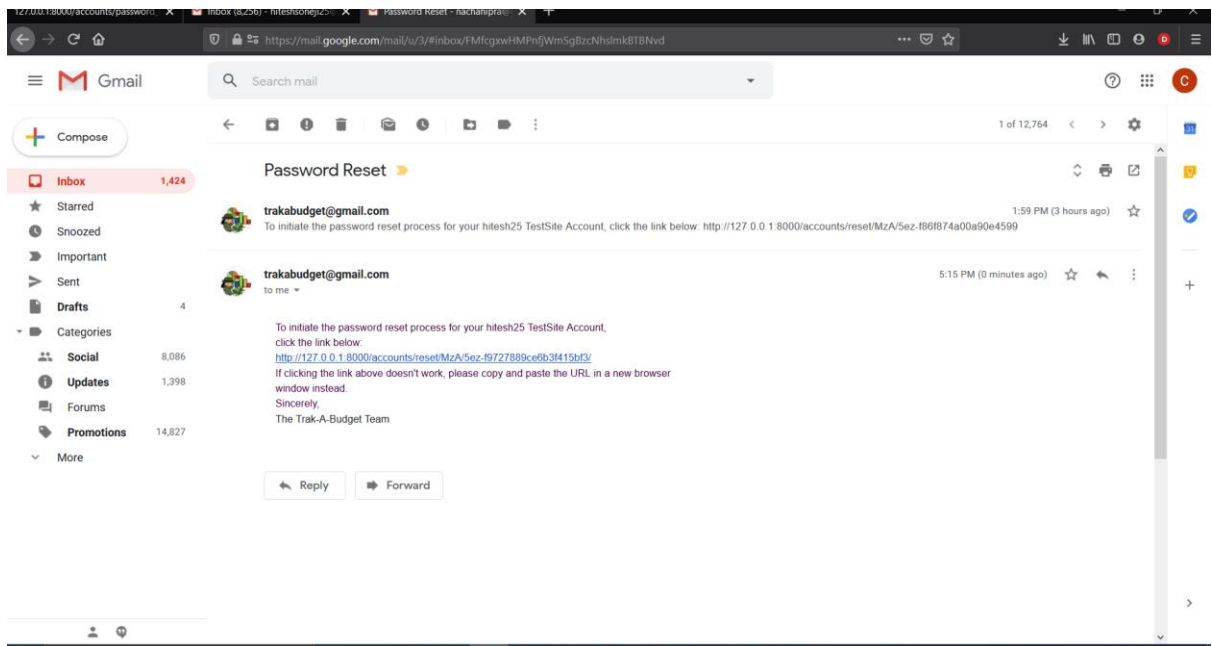 127.0.0.1:8000/accounts/password_
Inbox (8,256) - hiteshsoneji25@
Password Reset - nachahipra@
https://mail.google.com/mail/u/3/#inbox/FMfcgxwHMPnfjWmSgBzcNhslmkBTBNvd
Gmail
Search mail
C
Compose
1 of 12,764
31
Password Reset
Inbox 1,424
Starred
Snoozed
Important
Sent
Drafts 4
Categories
Social 8,086
Updates 1,398
Forums
Promotions 14,827
More
trakabudget@gmail.com 1:59 PM (3 hours ago)
To initiate the password reset process for your hitesh25 TestSite Account, click the link below: http://127.0.0.1:8000/accounts/reset/MzA/5ez-f86f874a00a90e4599
trakabudget@gmail.com 5:15 PM (0 minutes ago)
to me
To initiate the password reset process for your hitesh25 TestSite Account,
click the link below:
http://127.0.0.1:8000/accounts/reset/MzA/5ez-f9727889ce6b3f415bf3/
If clicking the link above doesn't work, please copy and paste the URL in a new browser
window instead.
Sincerely,
The Trak-A-Budget Team
Reply
Forward